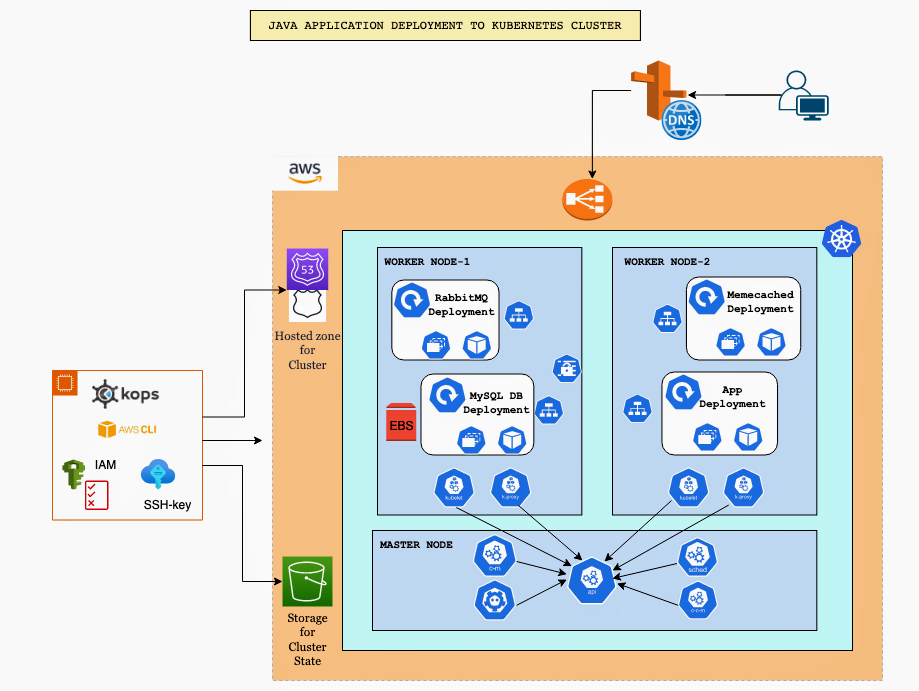 JAVA APPLICATION DEPLOYMENT TO KUBERNETES CLUSTER
DNS
aws
WORKER NODE-1
WORKER NODE-2
RabbitMQ
Deployment
Memecached
Deployment
53
Hosted zone
for
Cluster
MySQL DB
Deployment
EBS
App
Deployment
kops
AWS CLI
IAM
SSH-key
kubelet
k-proxy
kubelet
k-proxy
MASTER NODE
c-m
sched
api
c-c-m
Storage
for
Cluster
State